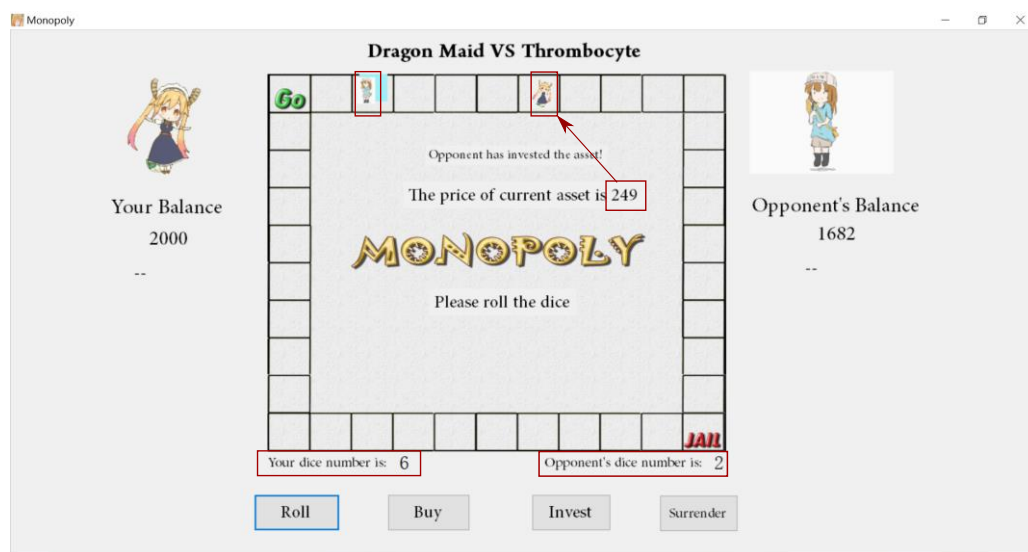 Monopoly
Dragon Maid VS Thrombocyte
Go
Opponent has invested the asset!
The price of current asset is 249
Your Balance
2000
--
Opponent's Balance
1682
--
MONOPOLY
Please roll the dice
JAIL
Your dice number is: 6
Opponent's dice number is: 2
Roll
Buy
Invest
Surrender